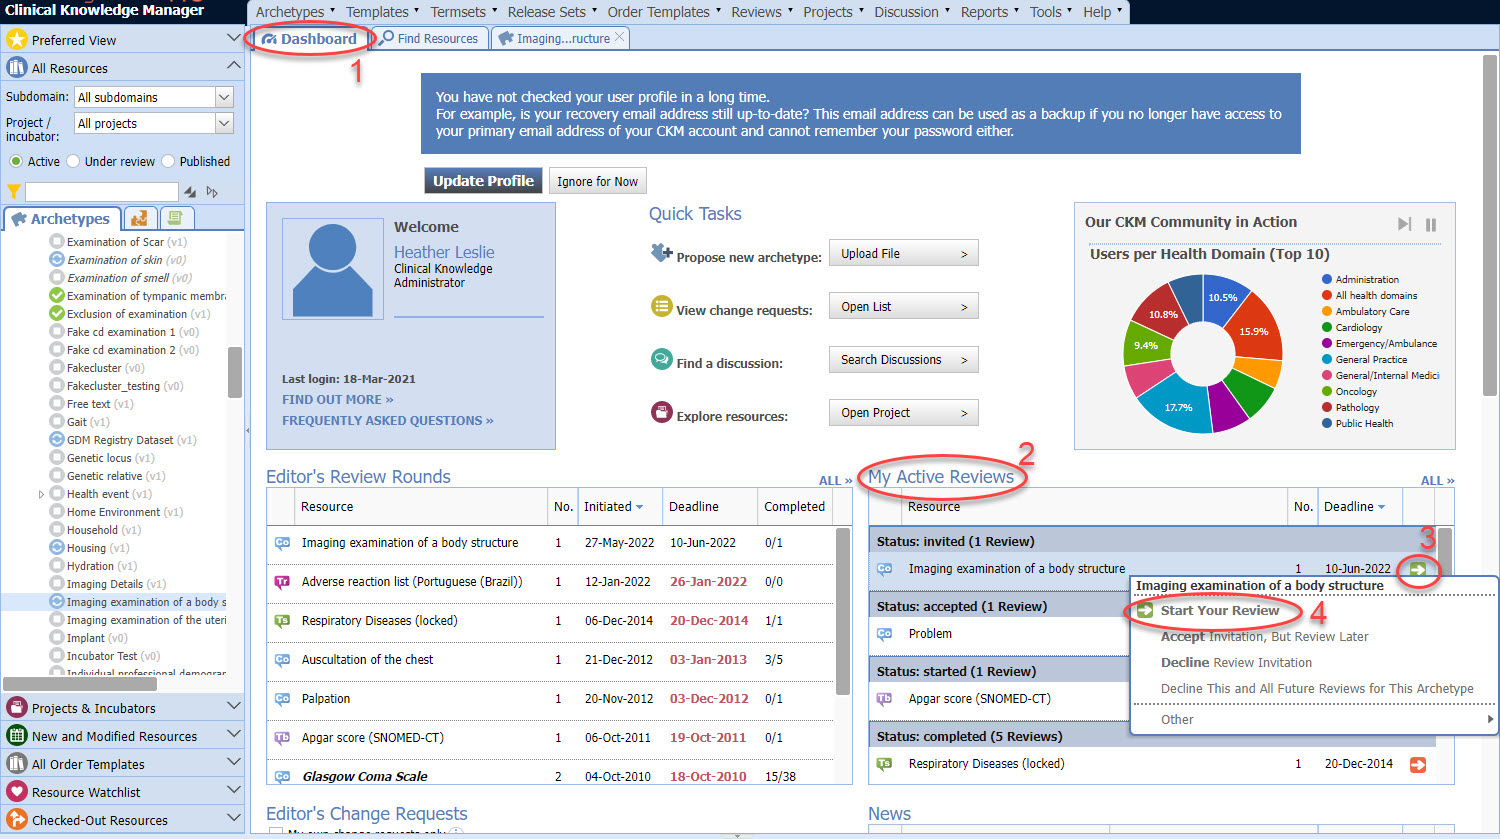 Clinical Knowledge Manager
Archetypes Templates Termsets Release Sets Order Templates Reviews Projects Discussion Reports Tools Help
Preferred View
All Resources
Subdomain: All subdomains
Project / incubator: All projects
Active Under review Published
Archetypes
Examination of Scar (v1)
Examination of skin (v0)
Examination of smell (v0)
Examination of tympanic membra
Exclusion of examination (v1)
Fake cd examination 1 (v0)
Fake cd examination 2 (v0)
Fakecluster (v0)
Fakecluster_testing (v0)
Free text (v1)
Gait (v1)
GDM Registry Dataset (v1)
Genetic locus (v1)
Genetic relative (v1)
Health event (v1)
Home Environment (v1)
Household (v1)
Housing (v1)
Hydration (v1)
Imaging Details (v1)
Imaging examination of a body s
Imaging examination of the uteri
Implant (v0)
Incubator Test (v0)
Individual professional demograp
Projects & Incubators
New and Modified Resources
All Order Templates
Resource Watchlist
Checked-Out Resources
Dashboard Find Resources Imaging...ructure
1
You have not checked your user profile in a long time.
For example, is your recovery email address still up-to-date? This email address can be used as a backup if you no longer have access to
your primary email address of your CKM account and cannot remember your password either.
Update Profile Ignore for Now
Welcome
Heather Leslie
Clinical Knowledge
Administrator
Last login: 18-Mar-2021
FIND OUT MORE »
FREQUENTLY ASKED QUESTIONS »
Quick Tasks
Propose new archetype: Upload File >
View change requests: Open List >
Find a discussion: Search Discussions >
Explore resources: Open Project >
Our CKM Community in Action
Users per Health Domain (Top 10)
10.5%
15.9%
17.7%
9.4%
10.8%
Administration
All health domains
Ambulatory Care
Cardiology
Emergency/Ambulance
General Practice
General/Internal Medici
Oncology
Pathology
Public Health
Editor's Review Rounds ALL »
Resource No. Initiated Deadline Completed
Co Imaging examination of a body structure 1 27-May-2022 10-Jun-2022 0/1
Tr Adverse reaction list (Portuguese (Brazil)) 1 12-Jan-2022 26-Jan-2022 0/0
Ts Respiratory Diseases (locked) 1 06-Dec-2014 20-Dec-2014 1/1
Co Auscultation of the chest 1 21-Dec-2012 03-Jan-2013 3/5
Co Palpation 1 20-Nov-2012 03-Dec-2012 0/1
Tb Apgar score (SNOMED-CT) 1 06-Oct-2011 19-Oct-2011 0/1
Co Glasgow Coma Scale 2 04-Oct-2010 18-Oct-2010 15/38
My Active Reviews 2 ALL »
Resource No. Deadline
Status: invited (1 Review) 3
Co Imaging examination of a body structure 1 10-Jun-2022
Status: accepted (1 Review)
Co Problem
Status: started (1 Review)
Tb Apgar score (SNOMED-CT)
Status: completed (5 Reviews)
Ts Respiratory Diseases (locked) 1 20-Dec-2014
Imaging examination of a body structure
Start Your Review 4
Accept Invitation, But Review Later
Decline Review Invitation
Decline This and All Future Reviews for This Archetype
Other
Editor's Change Requests
My own change requests only
News